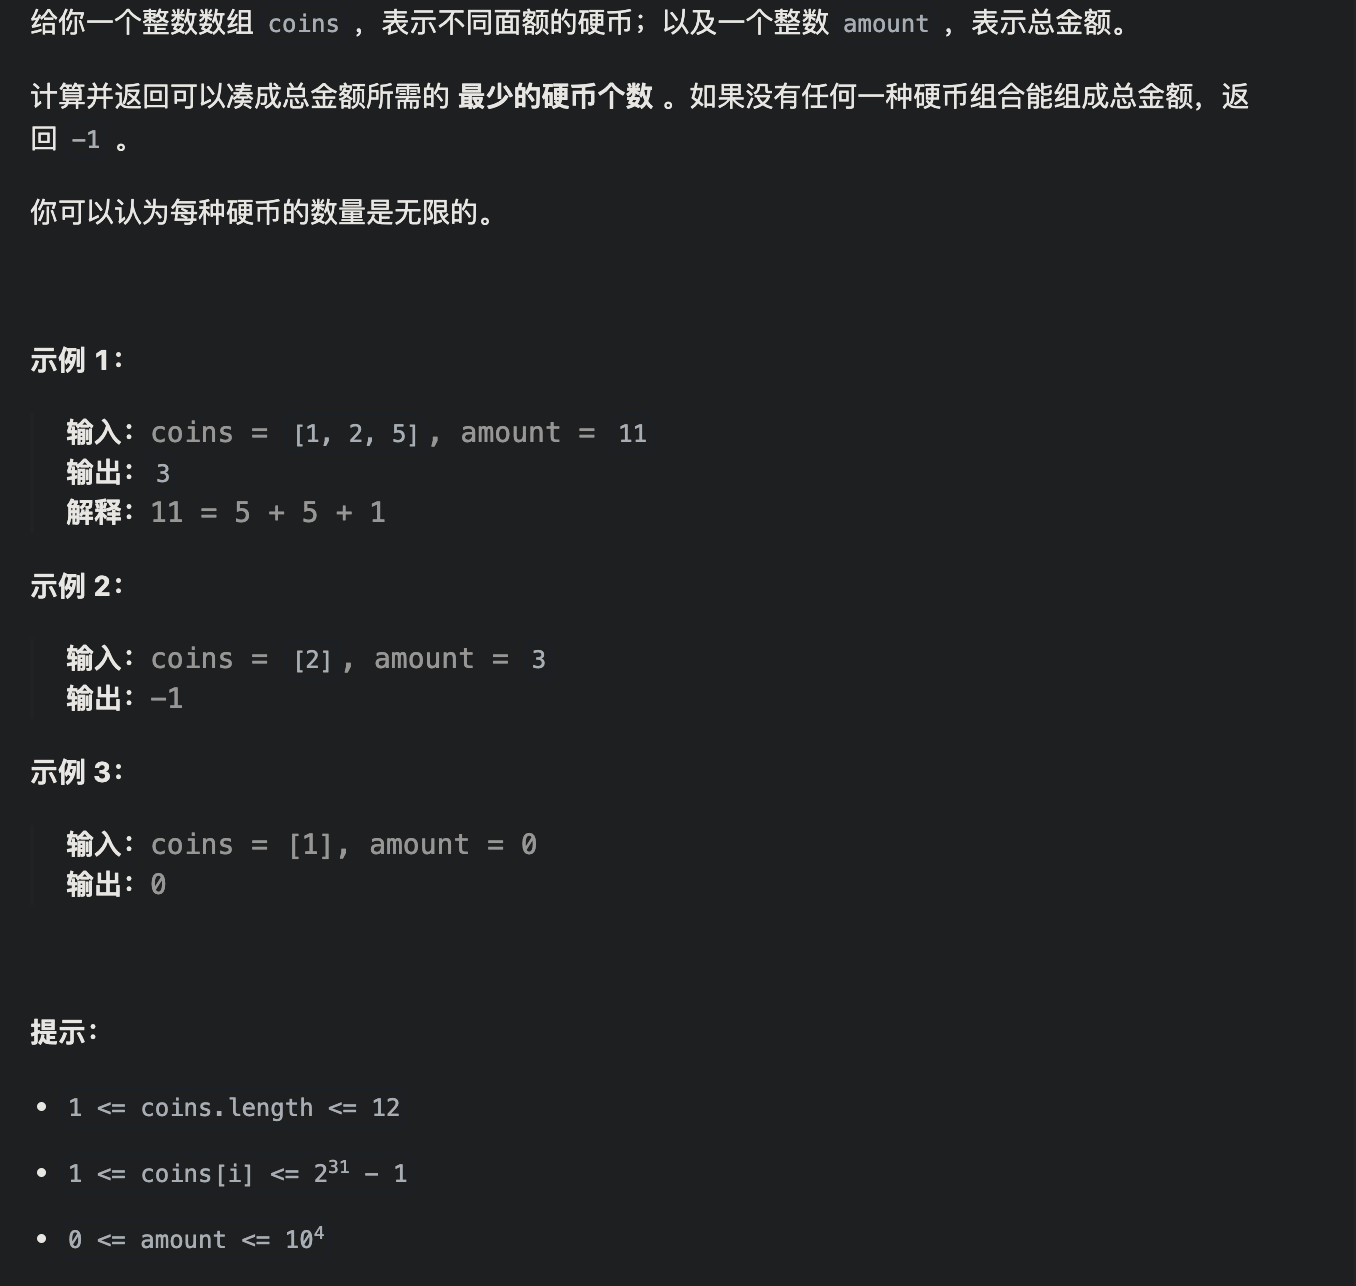 给你一个整数数组 coins ，表示不同面额的硬币；以及一个整数 amount ，表示总金额。
计算并返回可以凑成总金额所需的 最少的硬币个数 。如果没有任何一种硬币组合能组成总金额，返
回 -1 。
你可以认为每种硬币的数量是无限的。
示例 1：
输入：coins = [1, 2, 5], amount = 11
输出：3
解释：11 = 5 + 5 + 1
示例 2：
输入：coins = [2], amount = 3
输出：-1
示例 3：
输入：coins = [1], amount = 0
输出：0
提示：
• 1 <= coins.length <= 12
• 1 <= coins[i] <= 2³¹ - 1
• 0 <= amount <= 10⁴